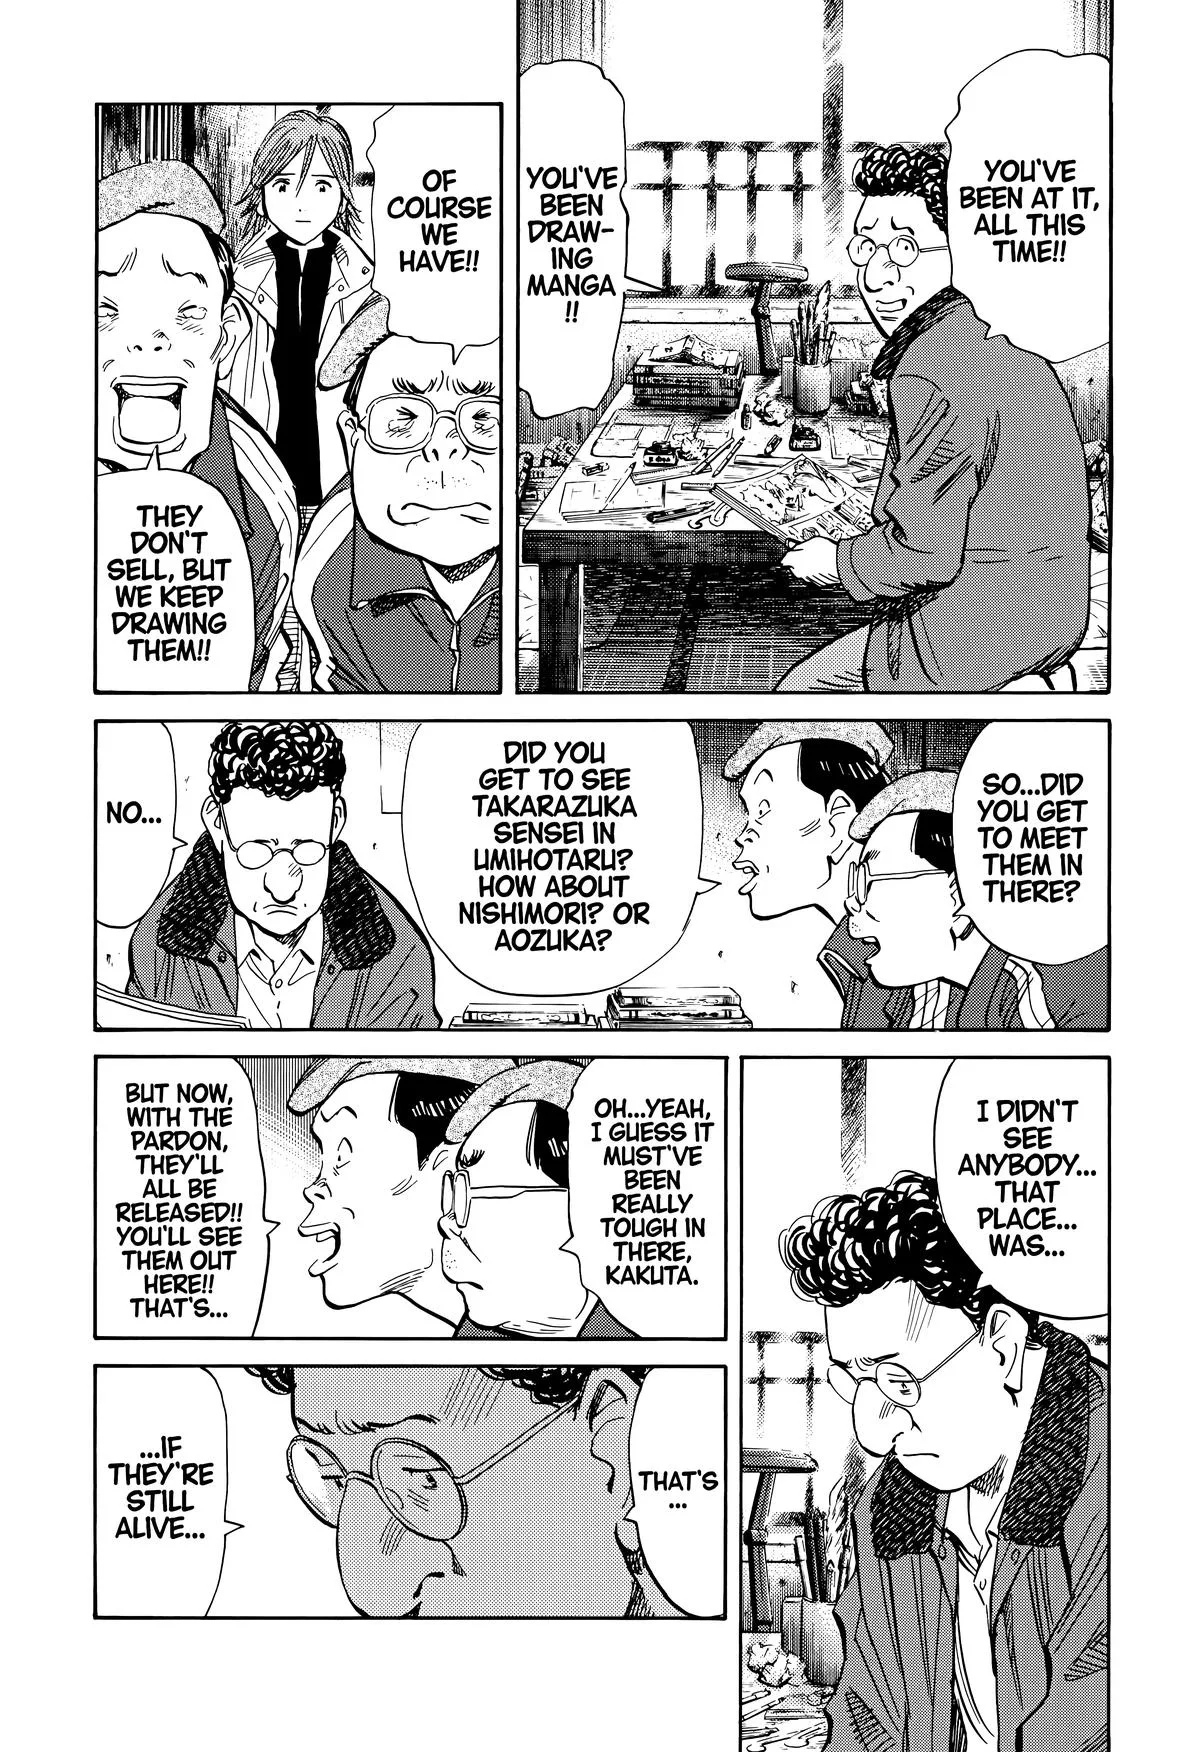 YOU'VE
BEEN AT IT,
ALL THIS
TIME!!
YOU'VE
BEEN
DRAW-
ING
MANGA
!!
OF
COURSE
WE
HAVE!!
THEY
DON'T
SELL, BUT
WE KEEP
DRAWING
THEM!!
SO...DID
YOU GET
TO MEET
THEM IN
THERE?
DID YOU
GET TO SEE
TAKARAZUKA
SENSEI IN
UMIHOTARU?
HOW ABOUT
NISHIMORI? OR
AOZUKA?
NO...
I DIDN'T
SEE
ANYBODY...
THAT
PLACE...
WAS...
OH...YEAH,
I GUESS IT
MUST'VE
BEEN
REALLY
TOUGH IN
THERE,
KAKUTA.
BUT NOW,
WITH THE
PARDON,
THEY'LL
ALL BE
RELEASED!!
YOU'LL SEE
THEM OUT
HERE!!
THAT'S...
THAT'S
...
...IF
THEY'RE
STILL
ALIVE...